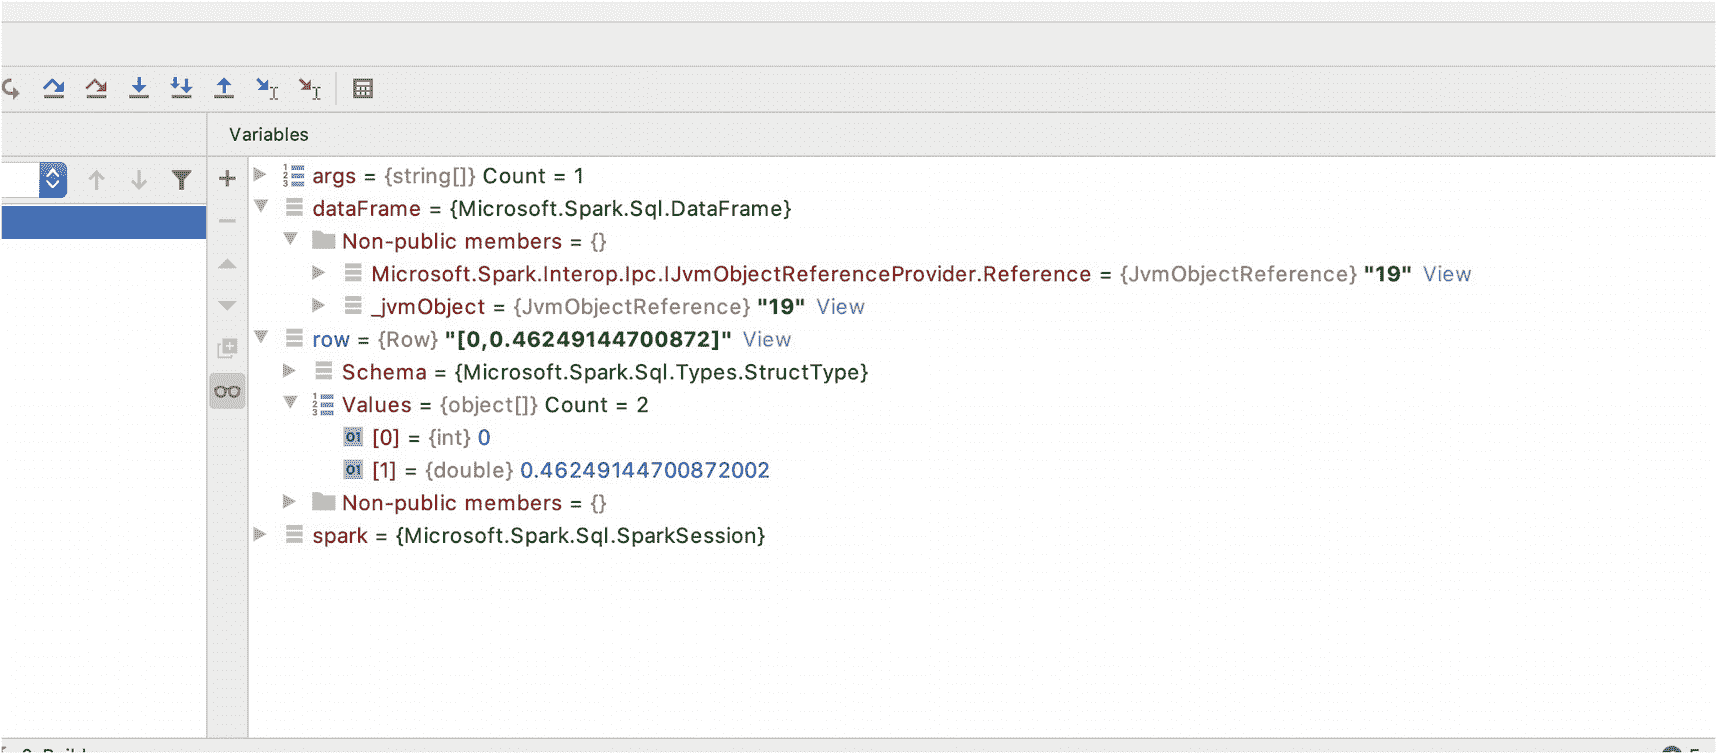 Variables
args = {string[]} Count = 1
dataFrame = {Microsoft.Spark.Sql.DataFrame}
Non-public members = {}
Microsoft.Spark.Interop.Ipc.IJvmObjectReferenceProvider.Reference = {JvmObjectReference} "19" View
_jvmObject = {JvmObjectReference} "19" View
row = {Row} "[0,0.46249144700872]" View
Schema = {Microsoft.Spark.Sql.Types.StructType}
Values = {object[]} Count = 2
01 [0] = {int} 0
01 [1] = {double} 0.46249144700872002
Non-public members = {}
spark = {Microsoft.Spark.Sql.SparkSession}